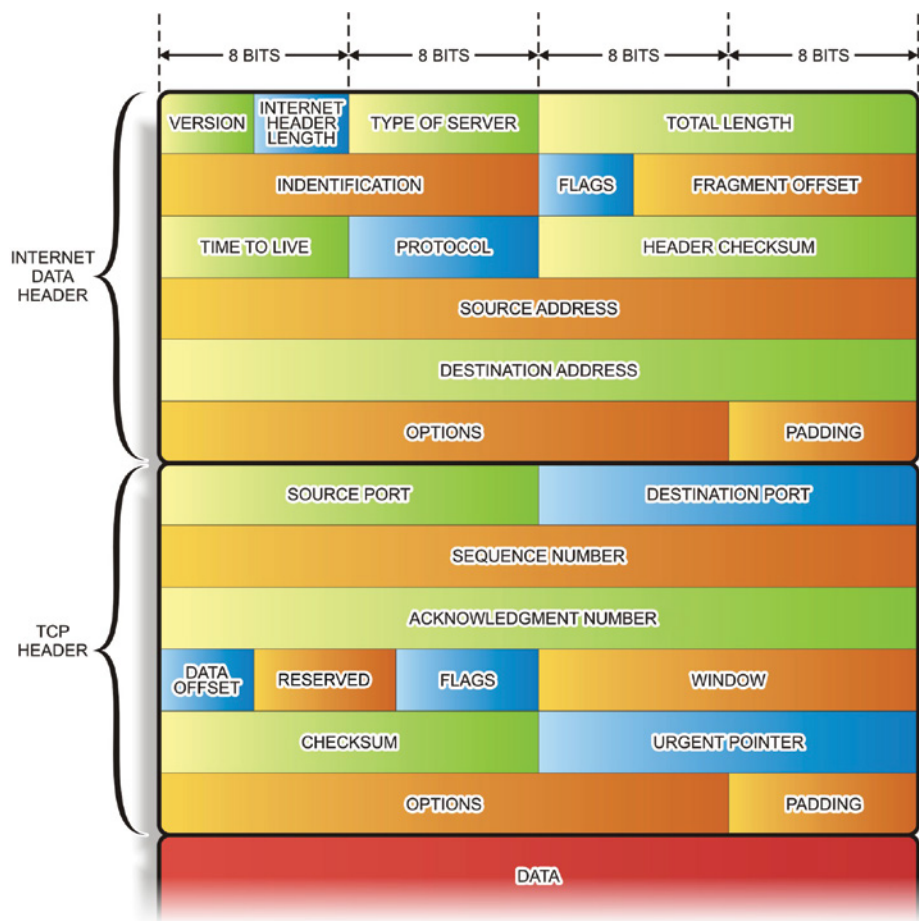 8 BITS 8 BITS 8 BITS 8 BITS
VERSION
INTERNET
HEADER
LENGTH
TYPE OF SERVER
TOTAL LENGTH
INDENTIFICATION
FLAGS
FRAGMENT OFFSET
TIME TO LIVE
PROTOCOL
HEADER CHECKSUM
INTERNET
DATA
HEADER
SOURCE ADDRESS
DESTINATION ADDRESS
OPTIONS
PADDING
SOURCE PORT
DESTINATION PORT
SEQUENCE NUMBER
ACKNOWLEDGMENT NUMBER
TCP
HEADER
DATA
OFFSET
RESERVED
FLAGS
WINDOW
CHECKSUM
URGENT POINTER
OPTIONS
PADDING
DATA